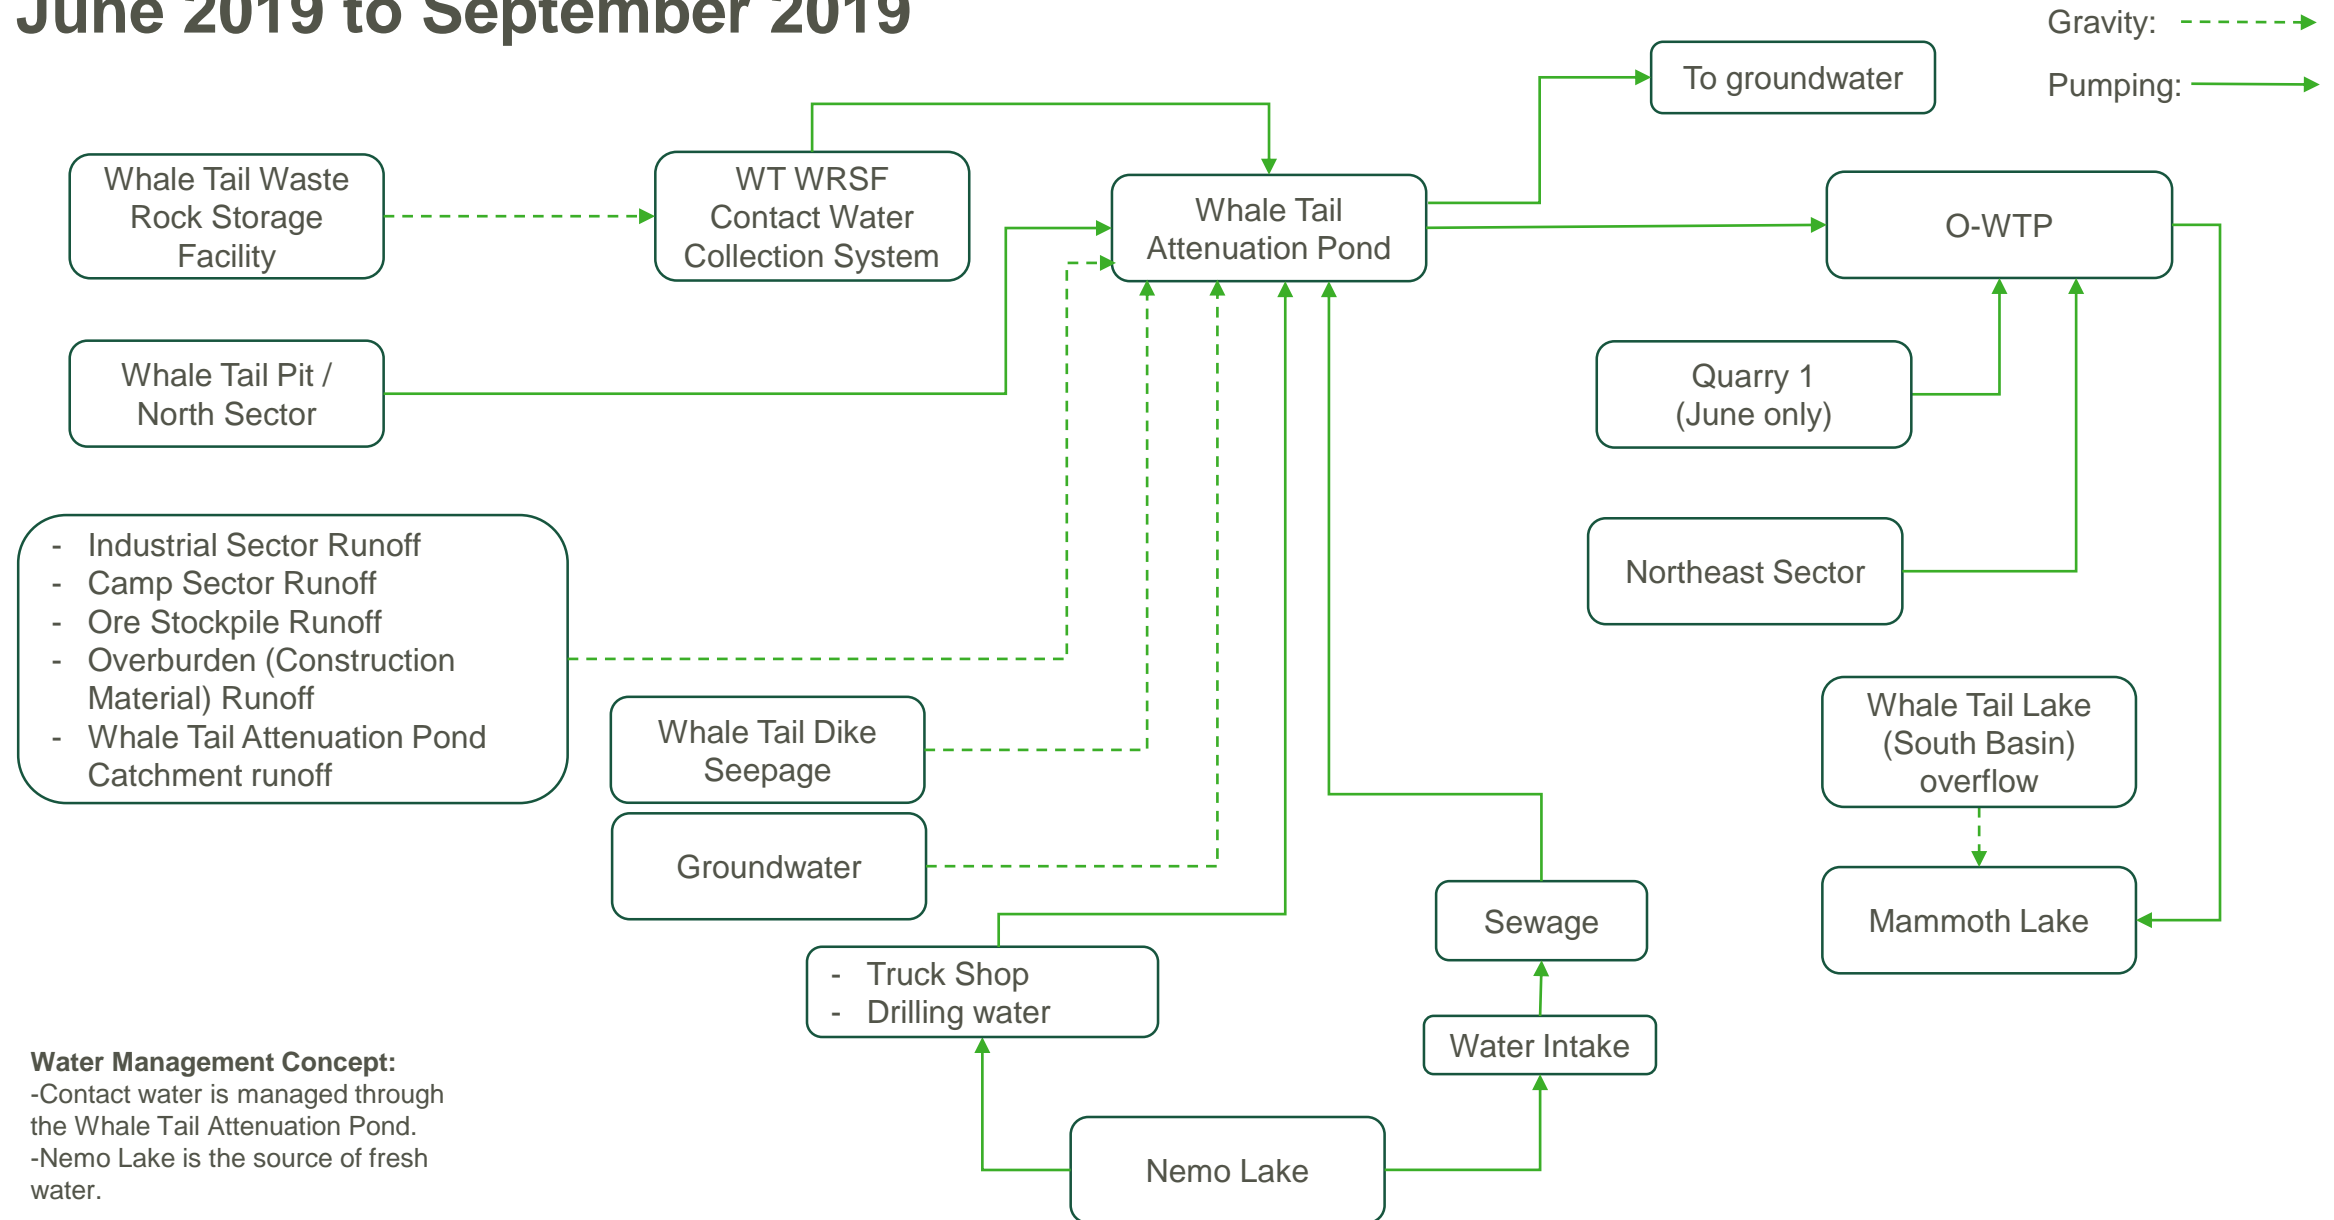 June 2019 to September 2019
Gravity:
Pumping:
To groundwater
Whale Tail Waste
Rock Storage
Facility
WT WRSF
Contact Water
Collection System
Whale Tail
Attenuation Pond
O-WTP
Whale Tail Pit /
North Sector
Quarry 1
(June only)
- Industrial Sector Runoff
- Camp Sector Runoff
- Ore Stockpile Runoff
- Overburden (Construction
Material) Runoff
- Whale Tail Attenuation Pond
Catchment runoff
Northeast Sector
Whale Tail Dike
Seepage
Whale Tail Lake
(South Basin)
overflow
Groundwater
Sewage
Mammoth Lake
- Truck Shop
- Drilling water
Water Intake
Nemo Lake
Water Management Concept:
-Contact water is managed through
the Whale Tail Attenuation Pond.
-Nemo Lake is the source of fresh
water.